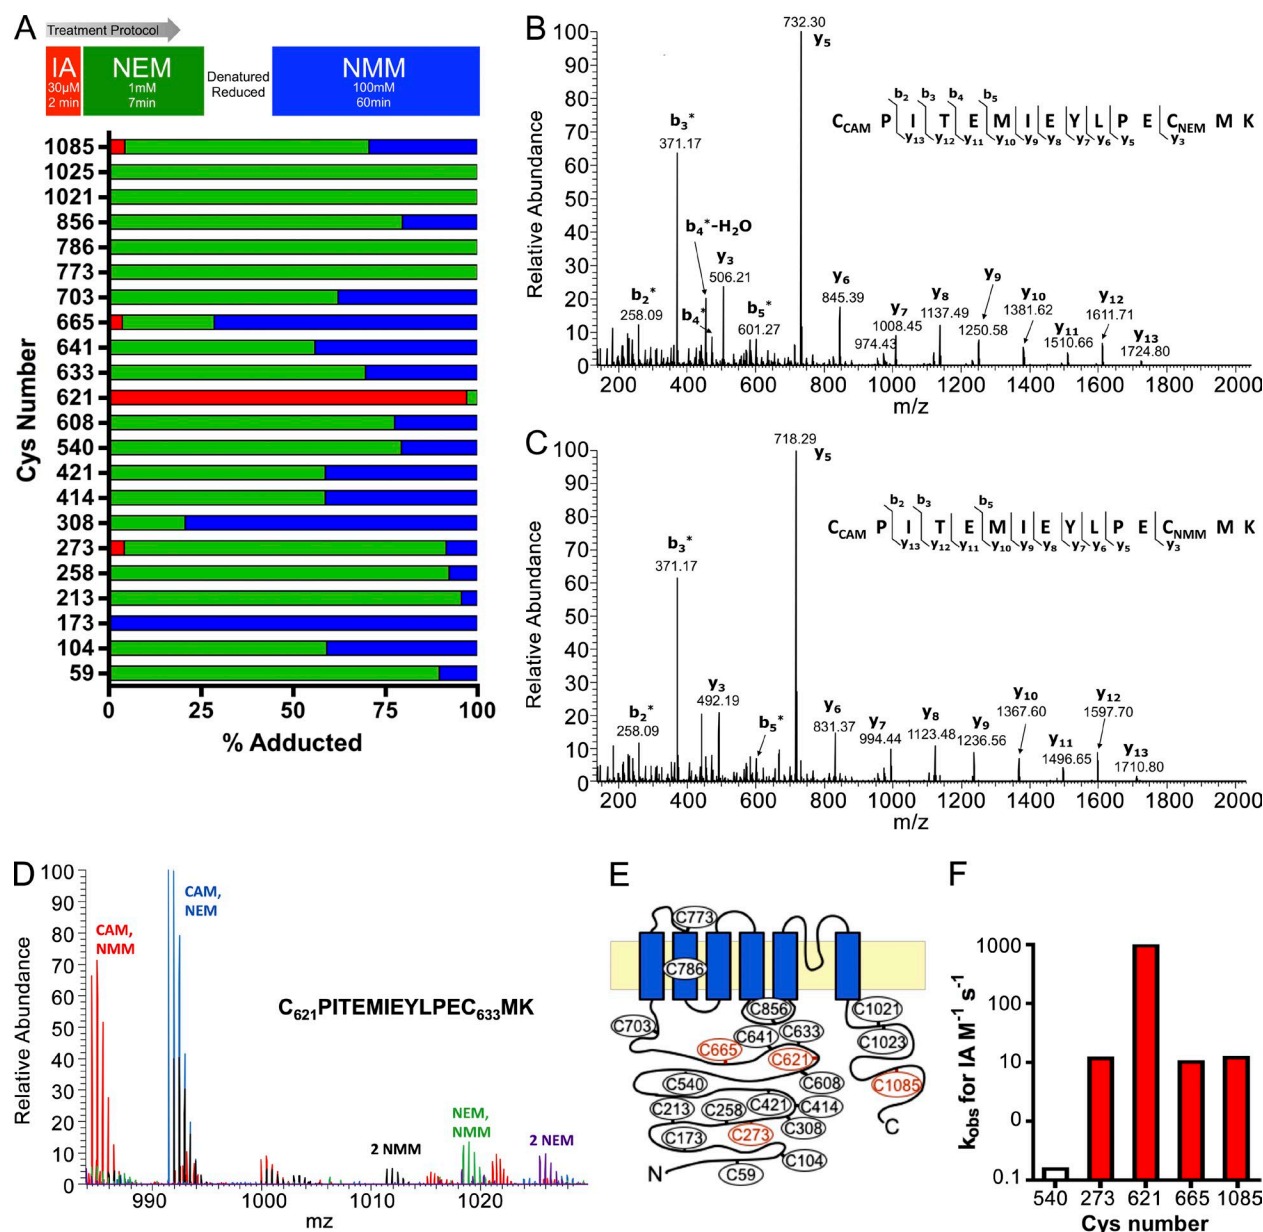 A
Treatment Protocol
IA
30µM
2 min
NEM
1mM
7min
Denatured
Reduced
NMM
100mM
60min
Cys Number
1085
1025
1021
856
786
773
703
665
641
633
621
608
540
421
414
308
273
258
213
173
104
59
0 25 50 75 100
% Adducted
B
Relative Abundance
100
90
80
70
60
50
40
30
20
10
0
732.30
y5
b3*
371.17
b4*-H2O
y3
506.21
b2*
258.09
b4*
b5*
601.27
y6
845.39
y7
1008.45
974.43
y8
1137.49
y9
1250.58
y10
1381.62
y11
1510.66
y12
1611.71
y13
1724.80
b2 b3 b4 b5
CCAM P I T E M I E Y L P E CNEM M K
y13 y12 y11 y10 y9 y8 y7 y6 y5 y3
200 400 600 800 1000 1200 1400 1600 1800 2000
m/z
C
Relative Abundance
100
90
80
70
60
50
40
30
20
10
0
718.29
y5
b3*
371.17
y3
492.19
b2*
258.09
b5*
y6
831.37
y7
994.44
y8
1123.48
y9
1236.56
y10
1367.60
y11
1496.65
y12
1597.70
y13
1710.80
b2 b3 b5
CCAM P I T E M I E Y L P E CNMM M K
y13 y12 y11 y10 y9 y8 y7 y6 y5 y3
200 400 600 800 1000 1200 1400 1600 1800 2000
m/z
D
Relative Abundance
100
90
80
70
60
50
40
30
20
10
0
CAM,
NMM
CAM,
NEM
C621PITEMIEYLPEC633MK
2 NMM
NEM,
NMM
2 NEM
990 1000 1010 1020
mz
E
C773
C786
C856
C1021
C703
C641
C633
C1023
C665
C621
C540
C608
C1085
C213
C258
C421
C414
C173
C273
C308
C
N
C59
C104
F
kobs for IA M-1 s-1
1000
100
10
0
0.1
540 273 621 665 1085
Cys number